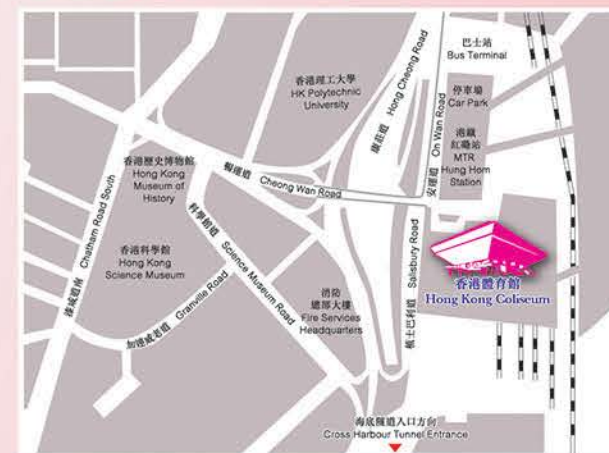 巴士站
Bus Terminal
香港理工大學
HK Polytechnic
University
康莊道 Hong Cheong Road
停車場
Car Park
安運道 On Wan Road
港鐵
紅磡站
MTR
Hung Hom
Station
香港歷史博物館
Hong Kong
Museum of
History
暢運道 Cheong Wan Road
漆咸道南 Chatham Road South
香港科學館
Hong Kong
Science Museum
科學館道 Science Museum Road
加連威老道 Granville Road
消防
總部大樓
Fire Services
Headquarters
梳士巴利道 Salisbury Road
香港體育館
Hong Kong Coliseum
海底隧道入口方向
Cross Harbour Tunnel Entrance